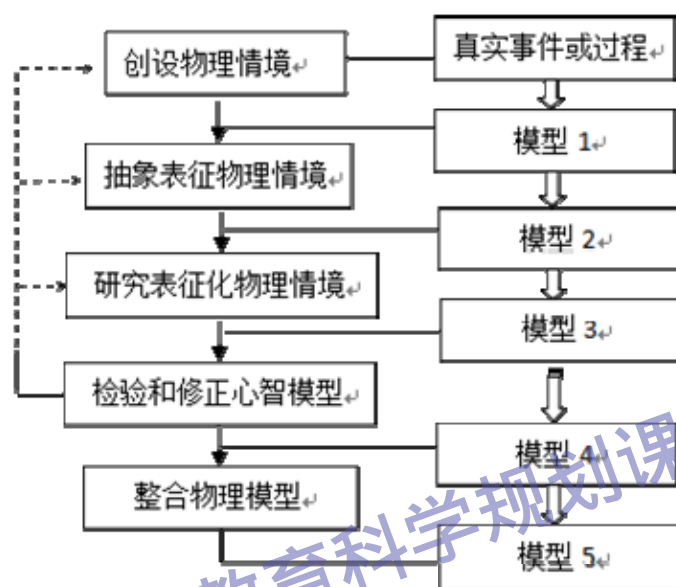 创设物理情境
真实事件或过程
模型 1
抽象表征物理情境
模型 2
研究表征化物理情境
模型 3
检验和修正心智模型
模型 4
整合物理模型
模型 5
教育科学规划课